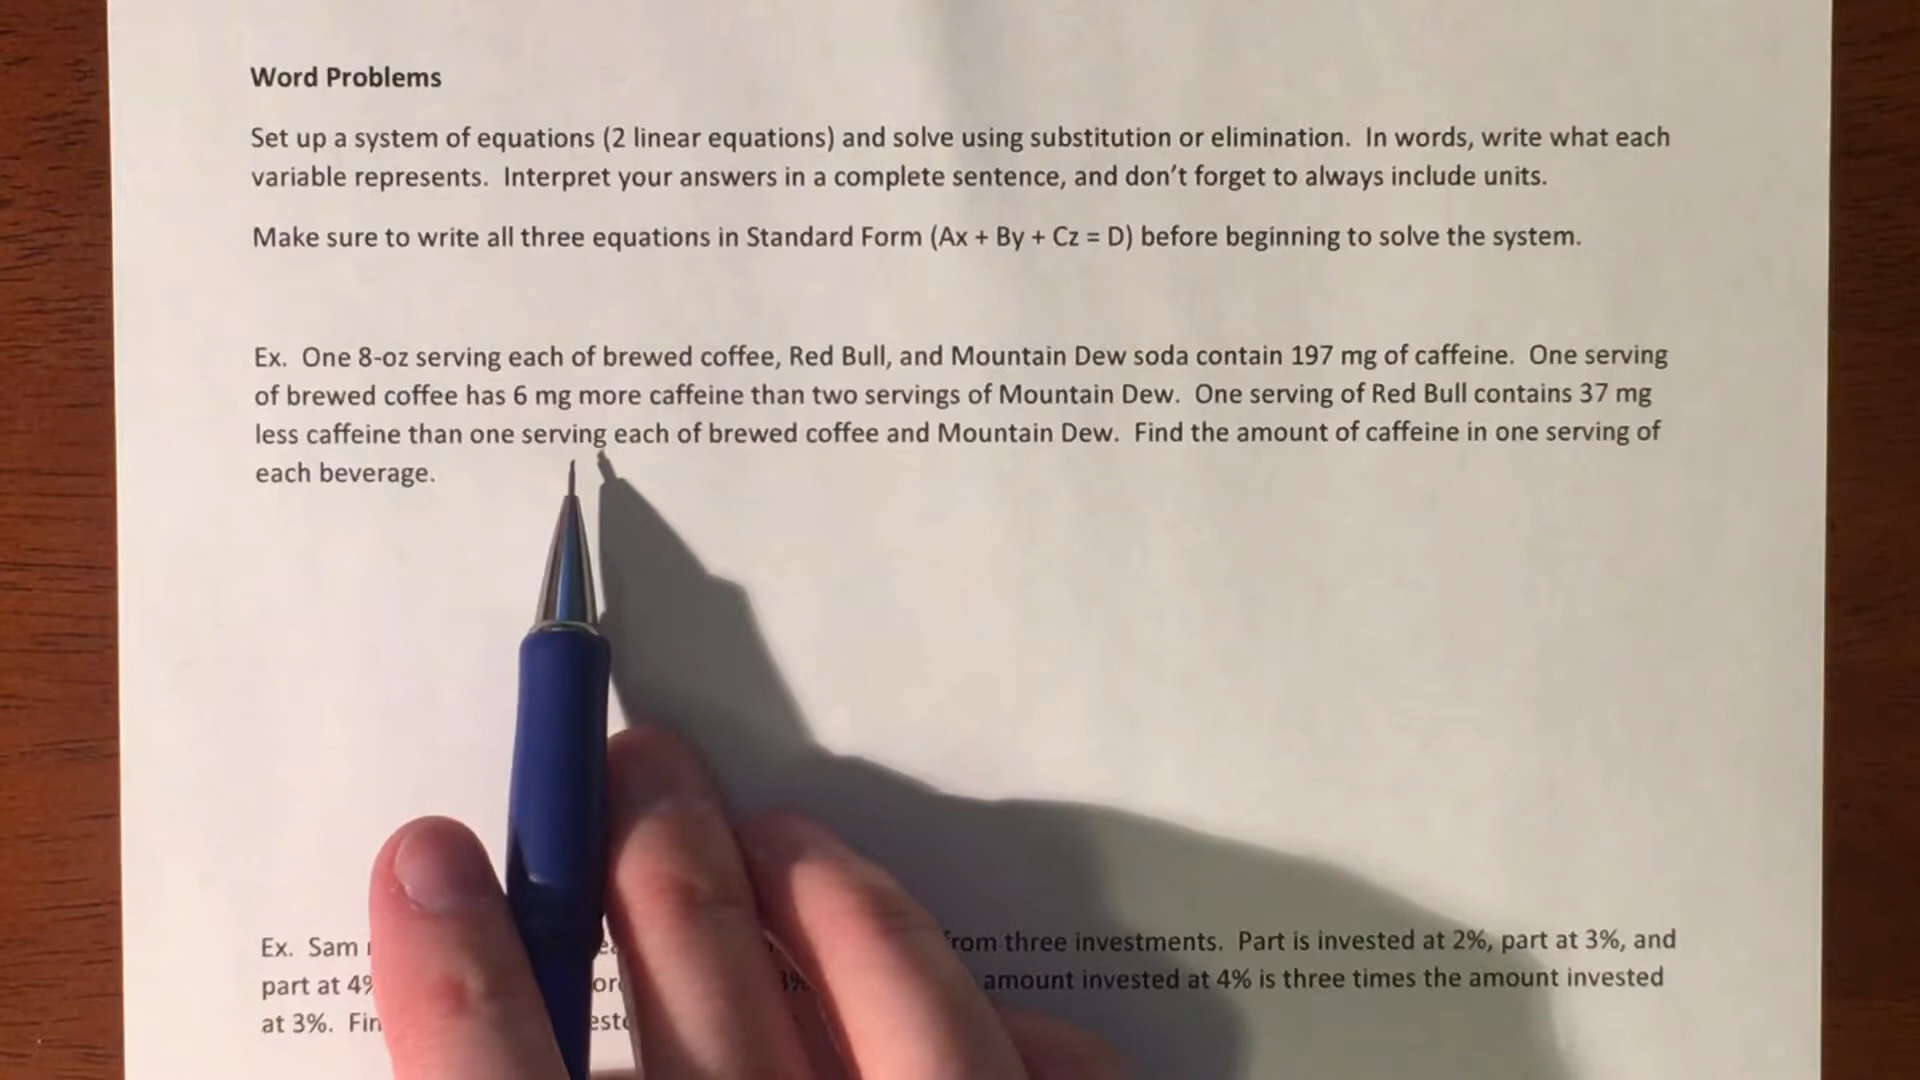 Word Problems
Set up a system of equations (2 linear equations) and solve using substitution or elimination. In words, write what each
variable represents. Interpret your answers in a complete sentence, and don't forget to always include units.
Make sure to write all three equations in Standard Form (Ax + By + Cz = D) before beginning to solve the system.
Ex. One 8-oz serving each of brewed coffee, Red Bull, and Mountain Dew soda contain 197 mg of caffeine. One serving
of brewed coffee has 6 mg more caffeine than two servings of Mountain Dew. One serving of Red Bull contains 37 mg
less caffeine than one serving each of brewed coffee and Mountain Dew. Find the amount of caffeine in one serving of
each beverage.
Ex. Sam from three investments. Part is invested at 2%, part at 3%, and
part at 4% amount invested at 4% is three times the amount invested
at 3%.